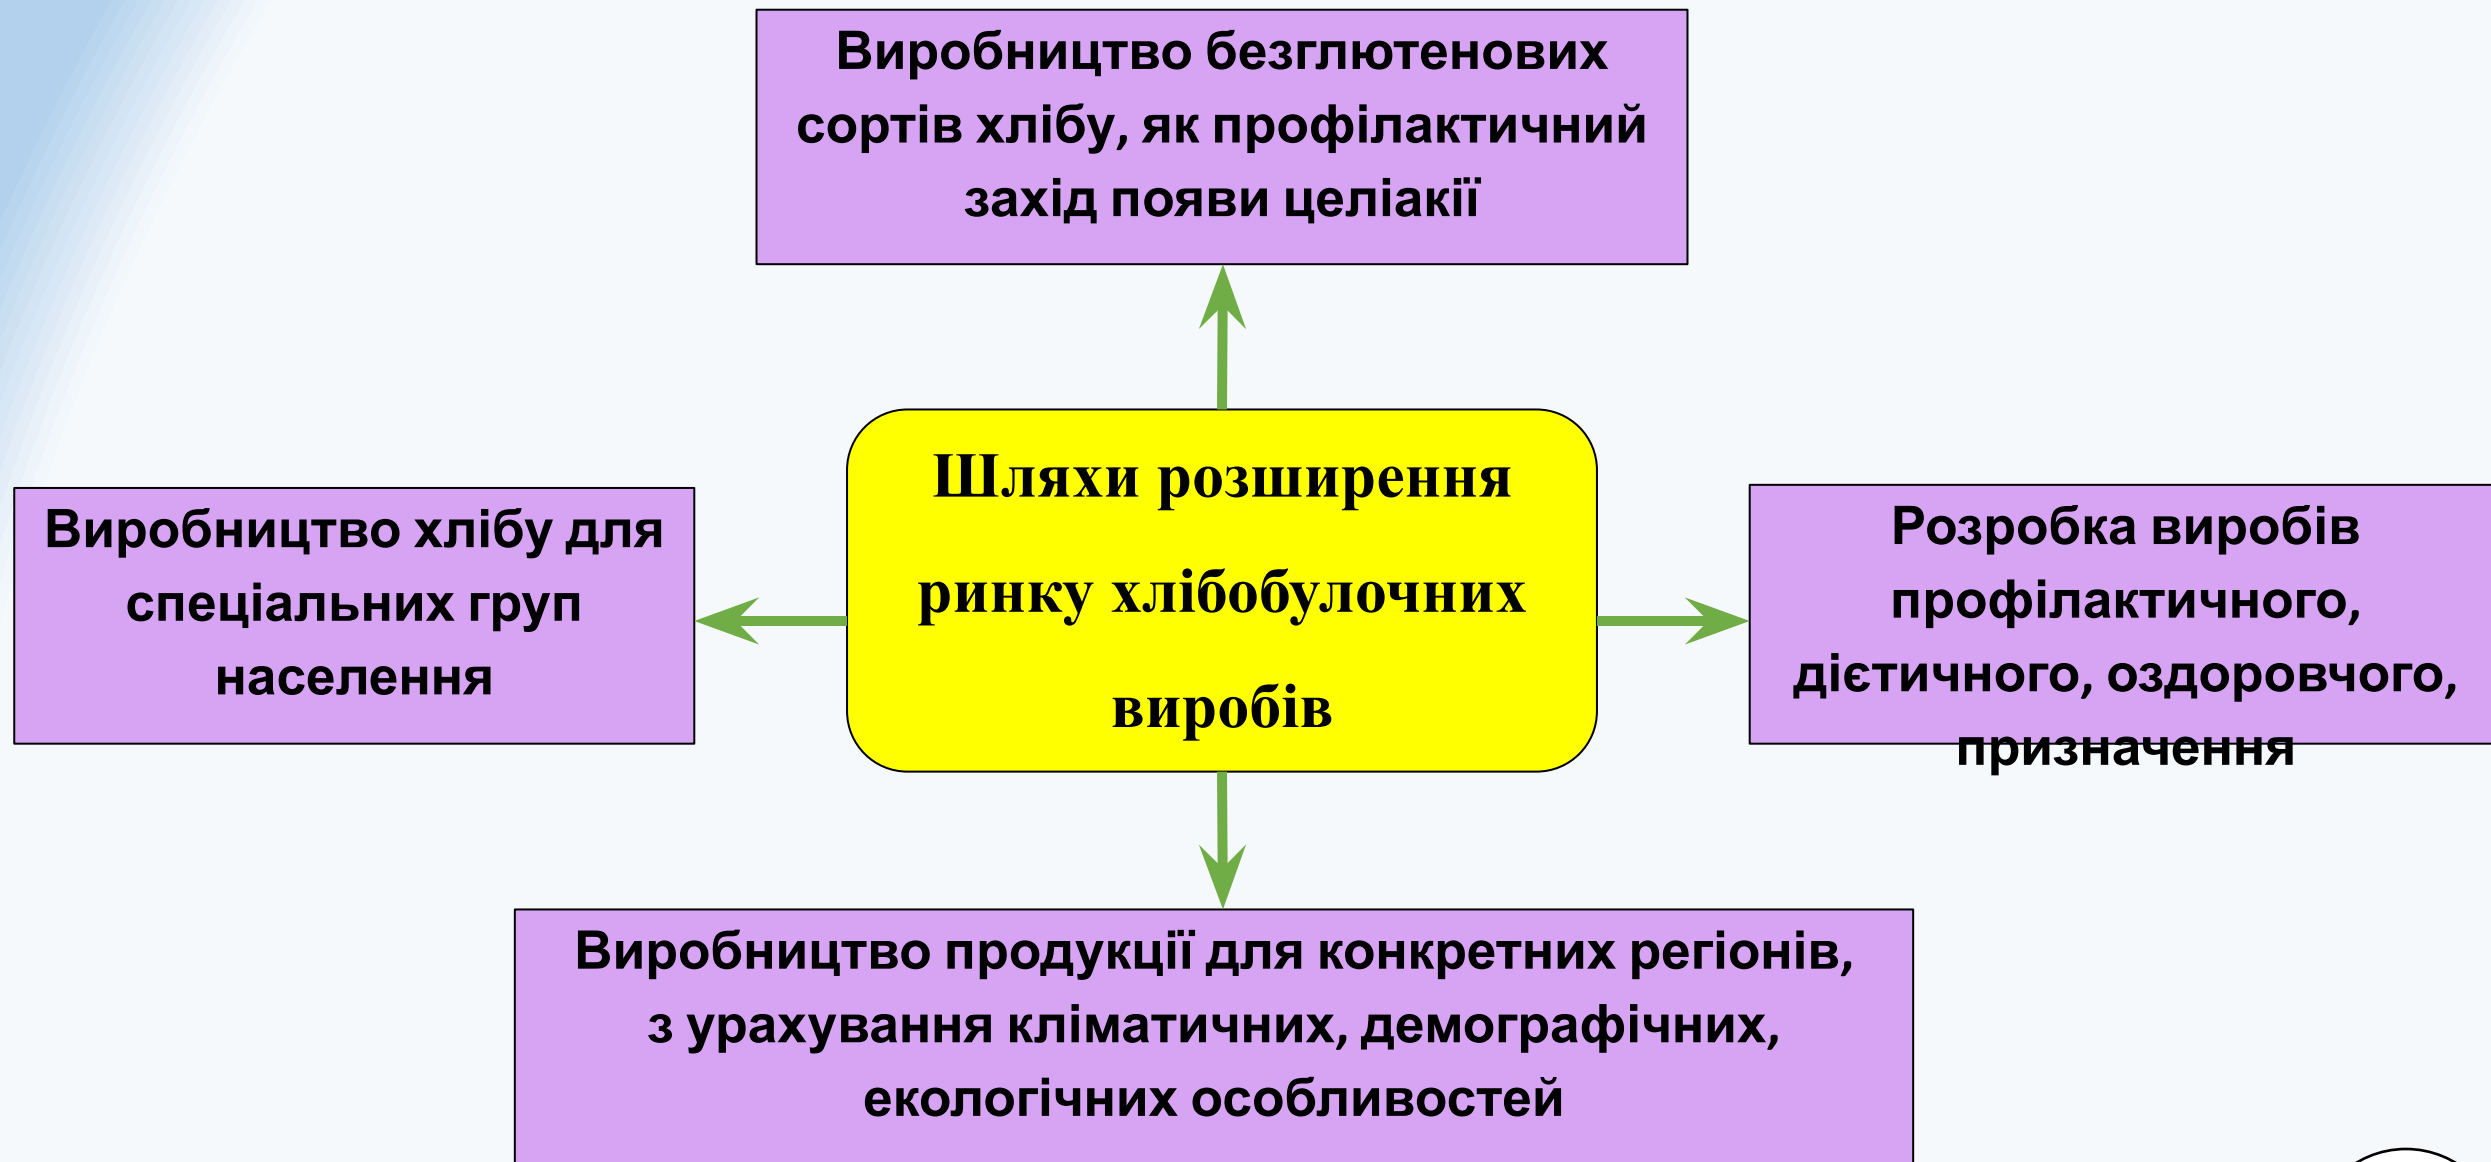 Виробництво безглютенових
сортів хлібу, як профілактичний
захід появи целіакії
Виробництво хлібу для
спеціальних груп
населення
Шляхи розширення
ринку хлібобулочних
виробів
Розробка виробів
профілактичного,
дієтичного, оздоровчого,
призначення
Виробництво продукції для конкретних регіонів,
з урахування кліматичних, демографічних,
екологічних особливостей